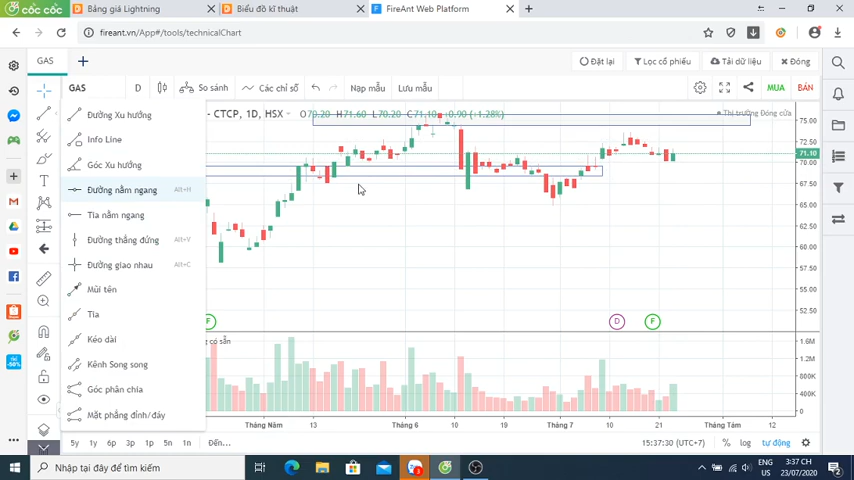 CỐC CỐC
Bảng giá Lightning
Biểu đồ kĩ thuật
FireAnt Web Platform
fireant.vn/App#/tools/technicalChart
GAS
Đặt lại
Lọc cổ phiếu
Tải dữ liệu
Đóng
GAS
D
So sánh
Các chỉ số
Nạp mẫu
Lưu mẫu
MUA
BÁN
- CTCP, 1D, HSX
O70.20 H71.60 L70.20 C71.10 +0.90 (+1.28%)
Thị trường Đóng cửa
Đường Xu hướng
Info Line
Góc Xu hướng
Đường nằm ngang Alt+H
Tia nằm ngang
Đường thẳng đứng Alt+V
Đường giao nhau Alt+C
Mũi tên
Tia
Kéo dài
Kênh Song song
Góc phân chia
Mặt phẳng đỉnh/đáy
75.00
72.50
71.10
70.00
67.50
65.00
62.50
60.00
57.50
55.00
52.50
F
D
F
có sẵn
1.6M
1.2M
800K
400K
Tháng Năm
13
Tháng 6
10
19
Tháng 7
10
21
Tháng Tám
12
5y
1y
6p
3p
1p
5n
1n
Đến...
15:37:30 (UTC+7)
%
log
tự động
-50%
Nhập tại đây để tìm kiếm
ENG
US
3:37 CH
23/07/2020
2